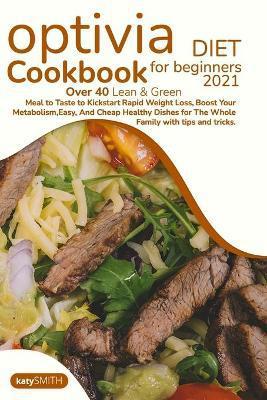 optivia DIET
Cookbook for beginners
2021
Over 40 Lean & Green
Meal to Taste to Kickstart Rapid Weight Loss, Boost Your
Metabolism,Easy, And Cheap Healthy Dishes for The Whole
Family with tips and tricks.
katySMITH